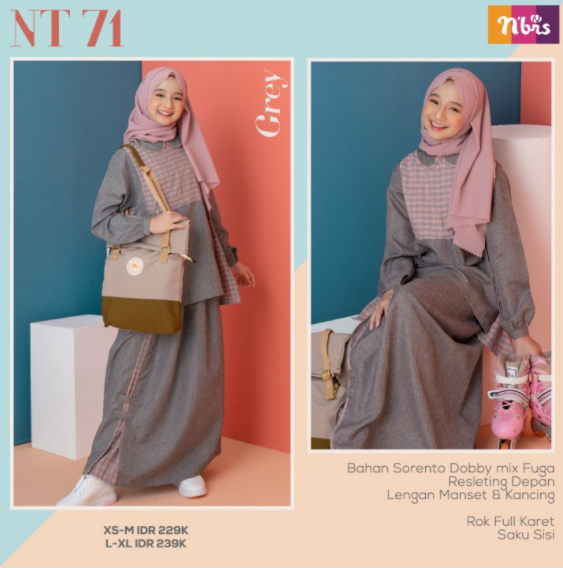 NT 71
N'brs
Grey
Bahan Sorento Dobby mix Fuga
Resleting Depan
Lengan Manset & Kancing
Rok Full Karet
Saku Sisi
XS-M IDR 229K
L-XL IDR 239K